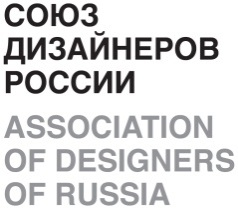 СОЮЗ
ДИЗАЙНЕРОВ
РОССИИ
ASSOCIATION
OF DESIGNERS
OF RUSSIA